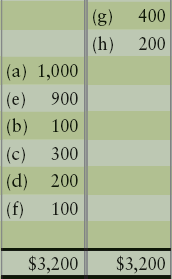 (g) 400
(h) 200
(a) 1,000
(e) 900
(b) 100
(c) 300
(d) 200
(f) 100
$3,200 $3,200